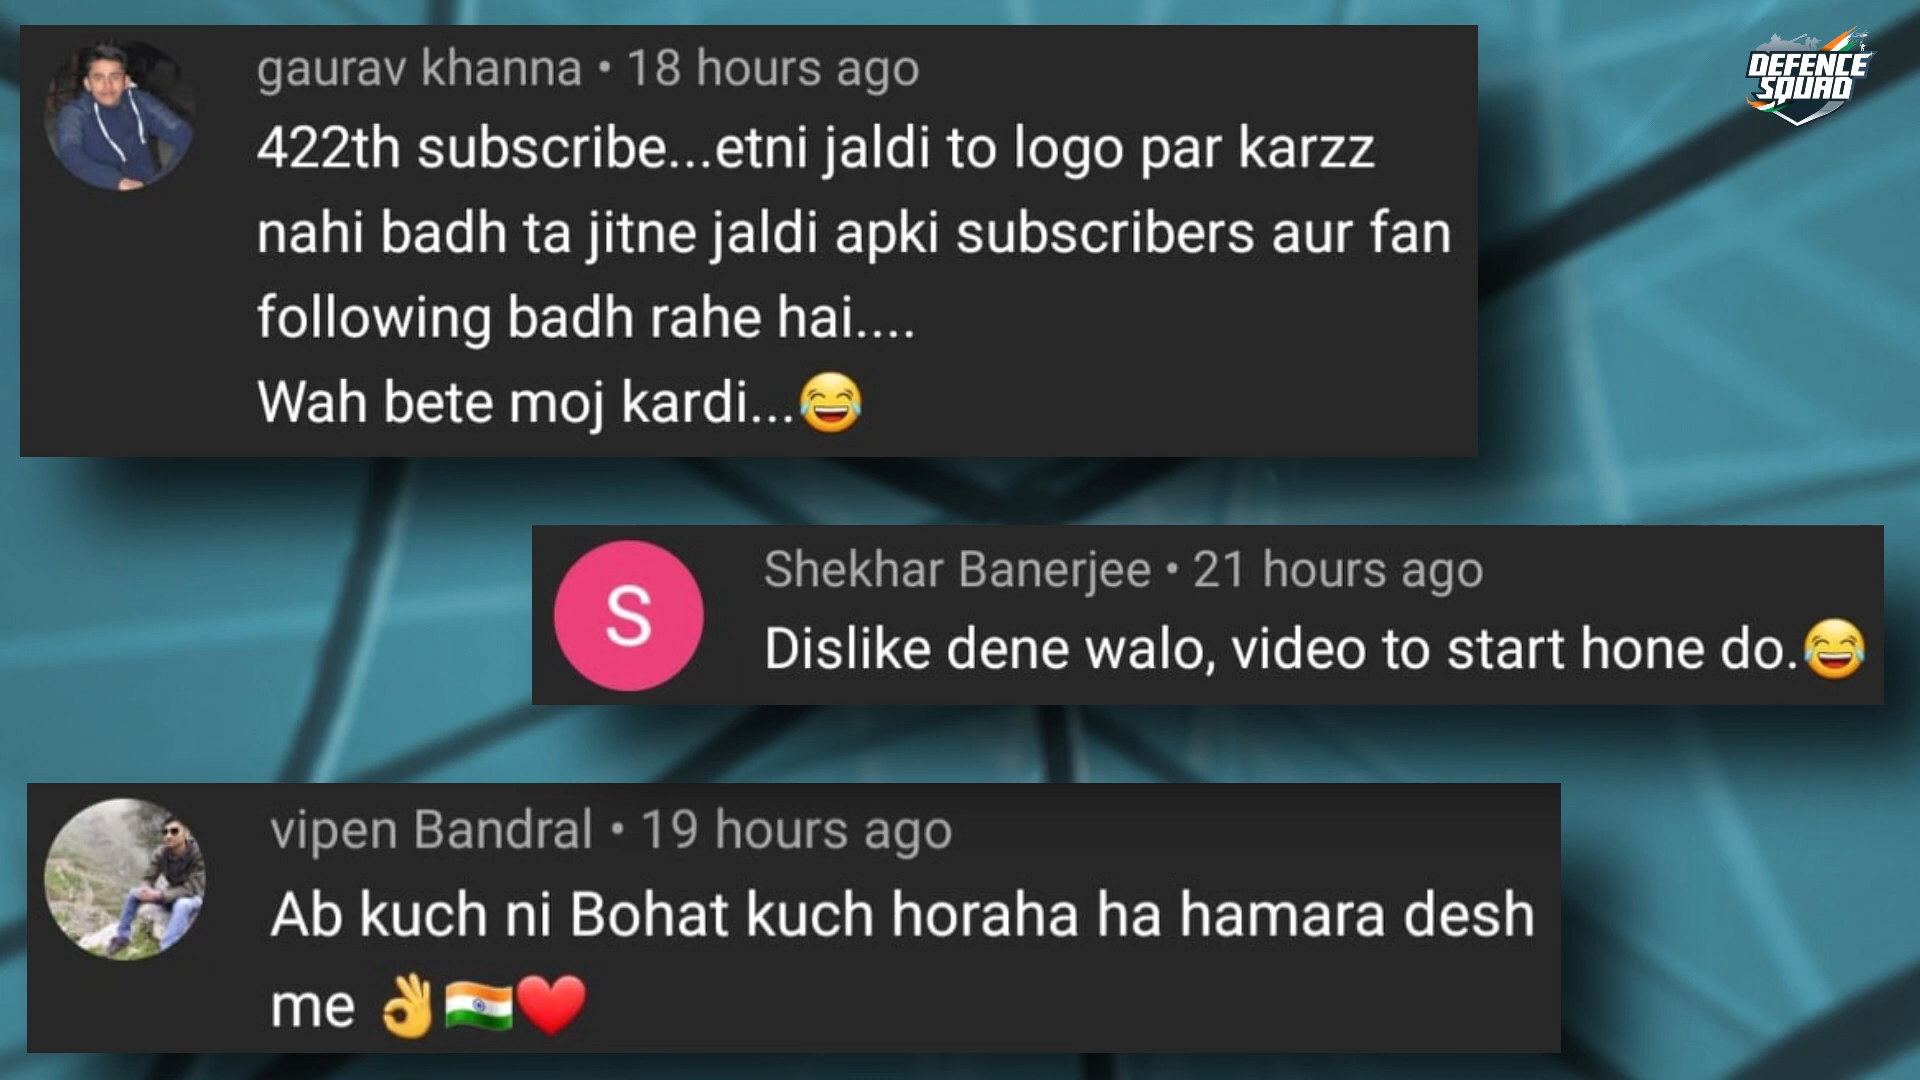 gaurav khanna • 18 hours ago
422th subscribe...etni jaldi to logo par karzz
nahi badh ta jitne jaldi apki subscribers aur fan
following badh rahe hai....
Wah bete moj kardi...😂
DEFENCE
SQUAD
S
Shekhar Banerjee • 21 hours ago
Dislike dene walo, video to start hone do.😂
vipen Bandral • 19 hours ago
Ab kuch ni Bohat kuch horaha ha hamara desh
me 👌🇮🇳❤️